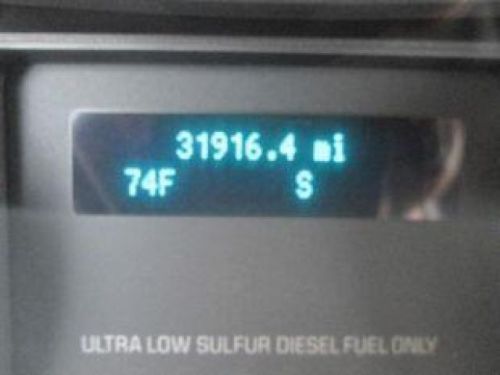 31916.4 mi
74F S
ULTRA LOW SULFUR DIESEL FUEL ONLY